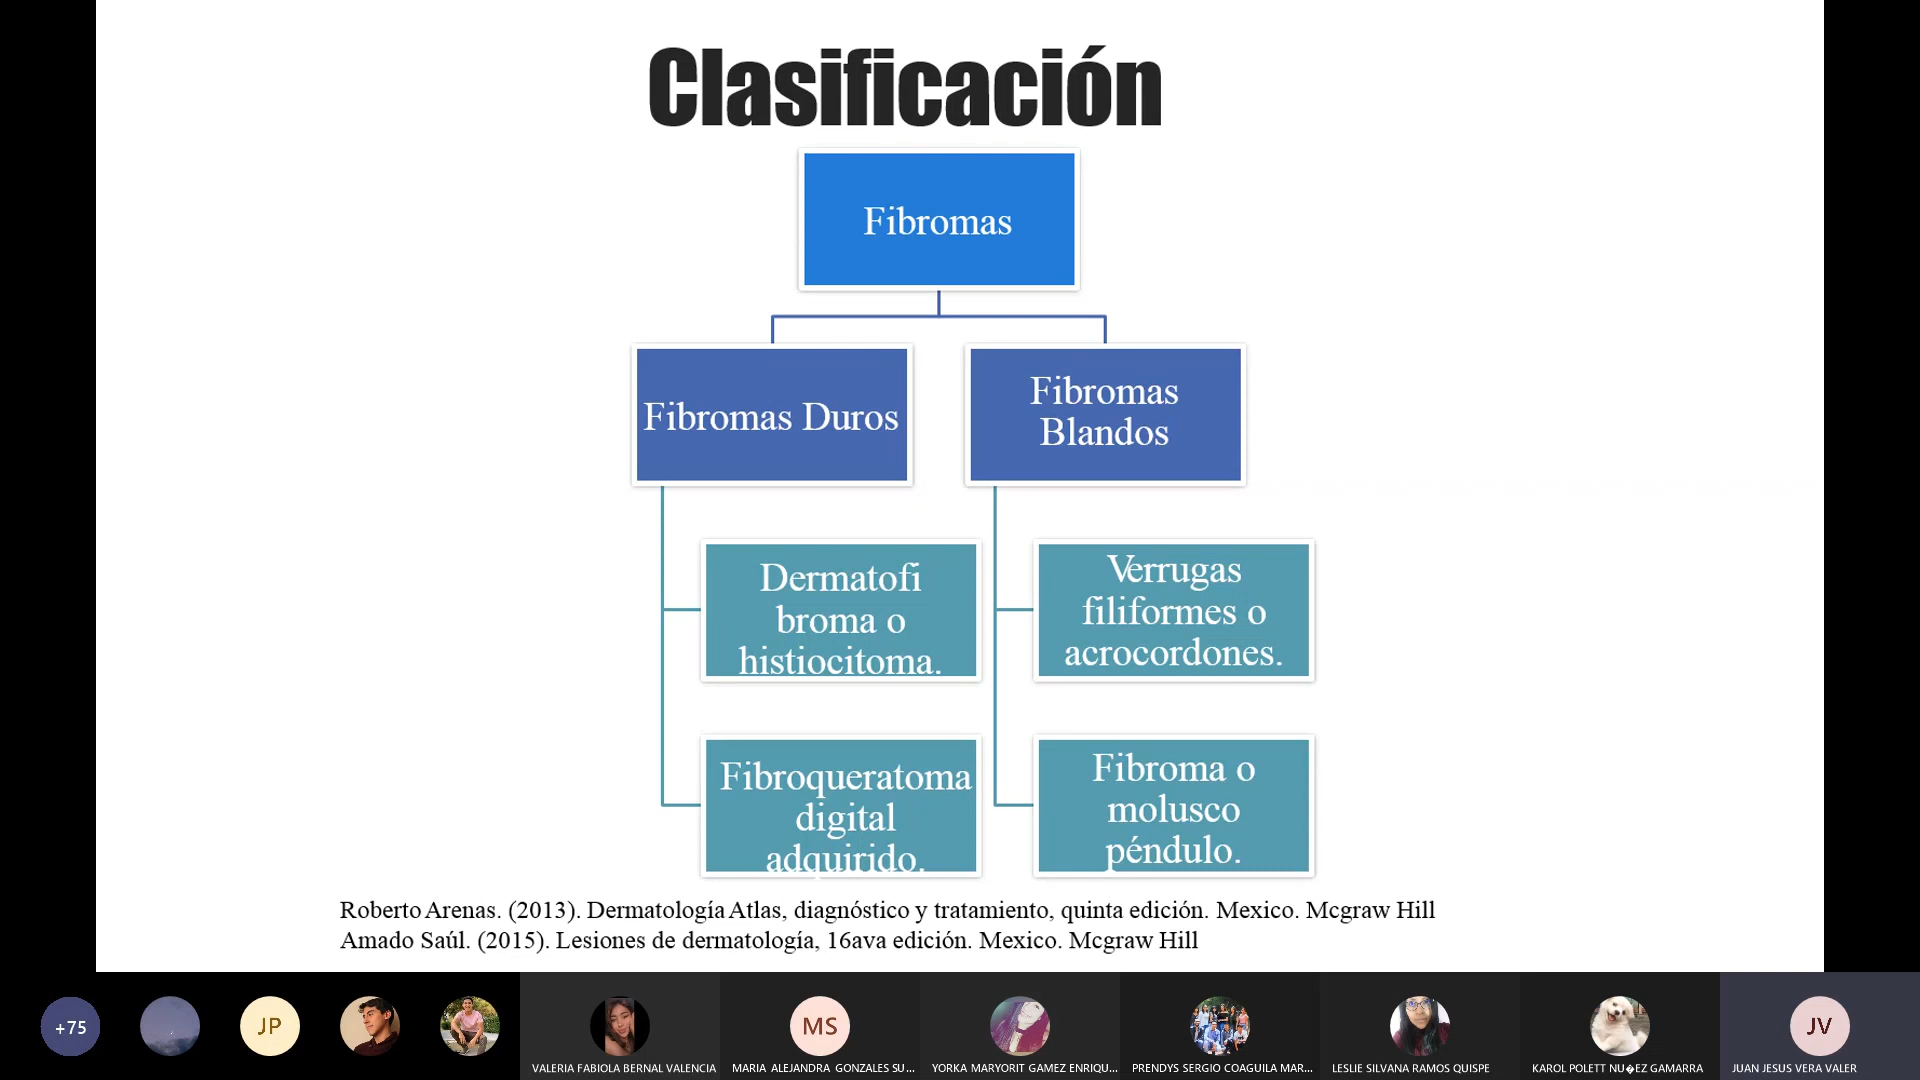 Clasificación
Fibromas
Fibromas Duros
Fibromas
Blandos
Dermatofi
broma o
histiocitoma.
Verrugas
filiformes o
acrocordones.
Fibroqueratoma
digital
adquirido.
Fibroma o
molusco
péndulo.
Roberto Arenas. (2013). Dermatología Atlas, diagnóstico y tratamiento, quinta edición. Mexico. Mcgraw Hill
Amado Saúl. (2015). Lesiones de dermatología, 16ava edición. Mexico. Mcgraw Hill
+75
JP
MS
JV
VALERIA FABIOLA BERNAL VALENCIA
MARIA ALEJANDRA GONZALES SU...
YORKA MARYORIT GAMEZ ENRIQU...
PRENDYS SERGIO COAGUILA MAR...
LESLIE SILVANA RAMOS QUISPE
KAROL POLETT NU�EZ GAMARRA
JUAN JESUS VERA VALER